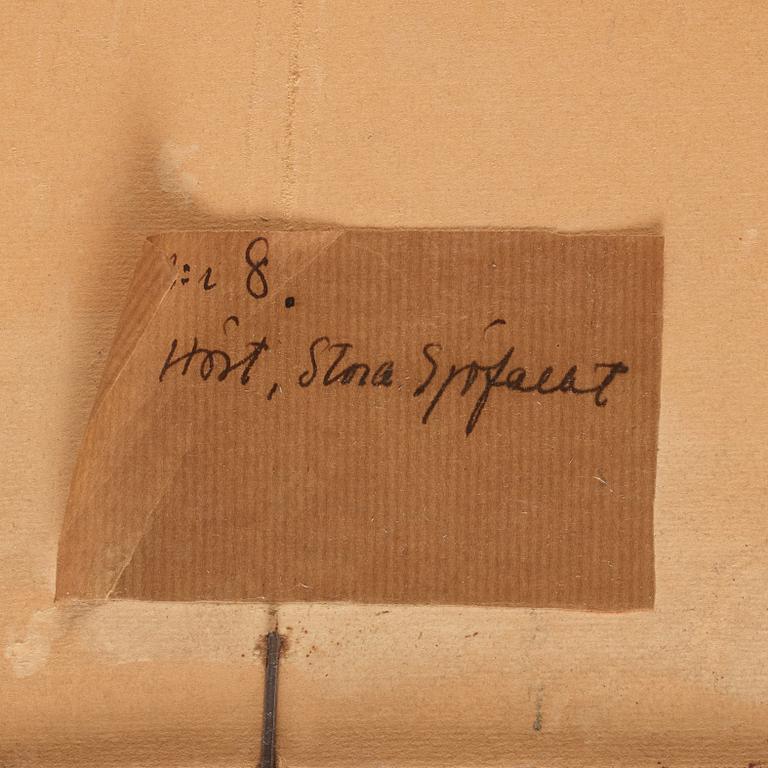 :r 8.
Höst, Stora Sjöfallet